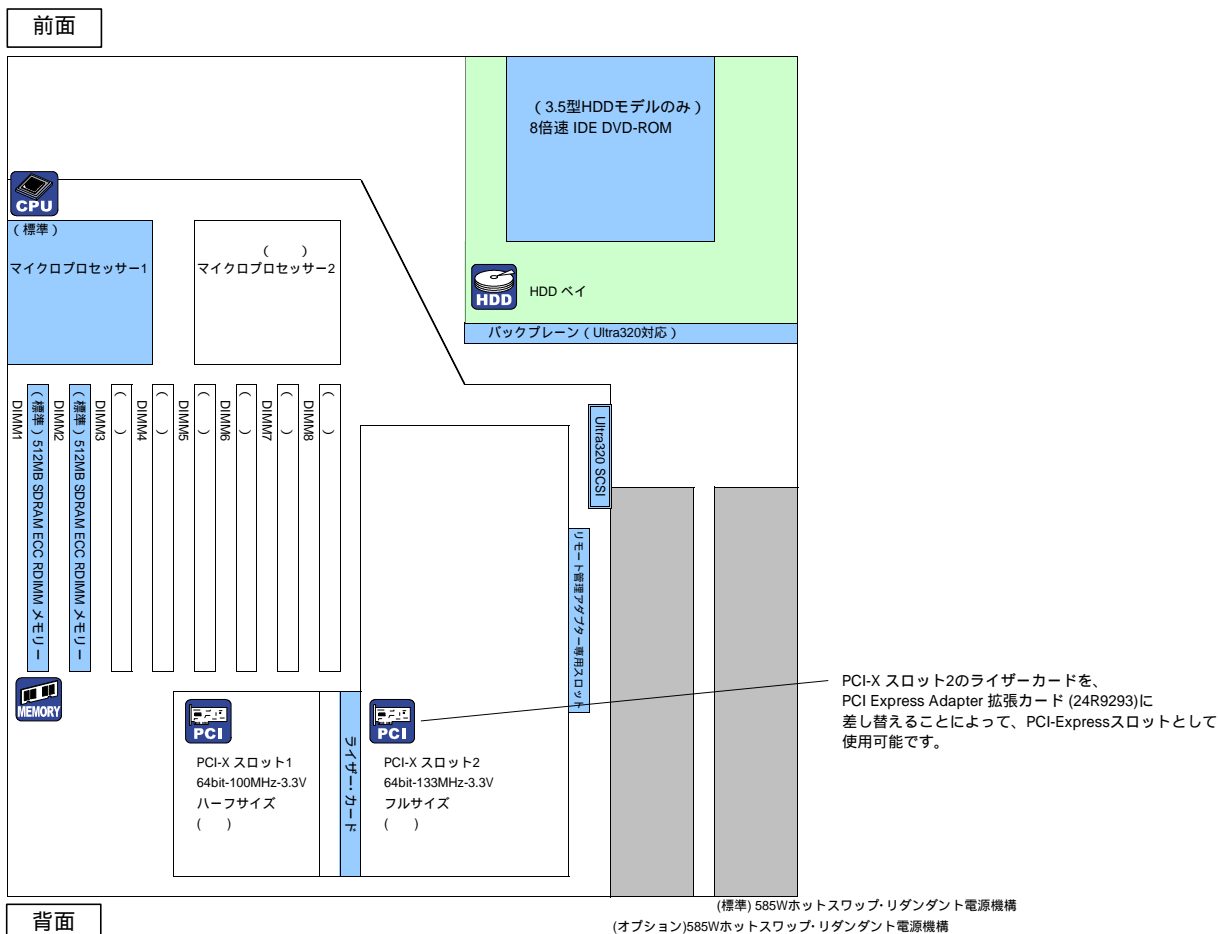 前面
(3.5型HDDモデルのみ)
8倍速 IDE DVD-ROM
CPU
(標準)
マイクロプロセッサー1
(　　)
マイクロプロセッサー2
HDD
HDD ベイ
バックプレーン(Ultra320対応)
DIMM1
(標準) 512MB SDRAM ECC RDIMM メモリー
DIMM2
(標準) 512MB SDRAM ECC RDIMM メモリー
DIMM3
(　)
DIMM4
(　)
DIMM5
(　)
DIMM6
(　)
DIMM7
(　)
DIMM8
(　)
Ultra320 SCSI
リモート管理アダプター専用スロット
MEMORY
PCI
PCI-X スロット1
64bit-100MHz-3.3V
ハーフサイズ
(　　)
ライザー・カード
PCI
PCI-X スロット2
64bit-133MHz-3.3V
フルサイズ
(　　)
PCI-X スロット2のライザーカードを、
PCI Express Adapter 拡張カード (24R9293)に
差し替えることによって、PCI-Expressスロットとして
使用可能です。
(標準) 585Wホットスワップ・リダンダント電源機構
(オプション)585Wホットスワップ・リダンダント電源機構
背面